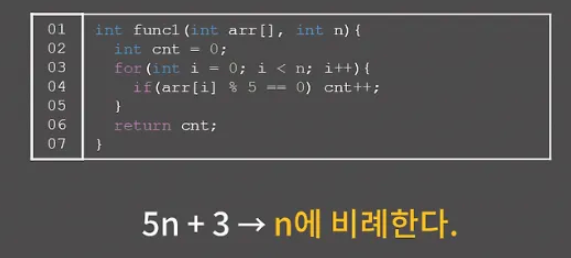 01 int func1(int arr[], int n){
02   int cnt = 0;
03   for(int i = 0; i < n; i++){
04     if(arr[i] % 5 == 0) cnt++;
05   }
06   return cnt;
07 }
5n + 3 → n에 비례한다.